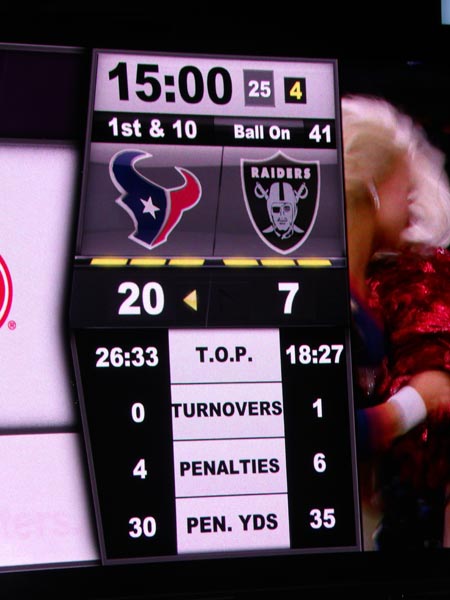 15:00 25 4
1st & 10 Ball On 41
RAIDERS
20 7
26:33 T.O.P. 18:27
0 TURNOVERS 1
4 PENALTIES 6
30 PEN. YDS 35
®